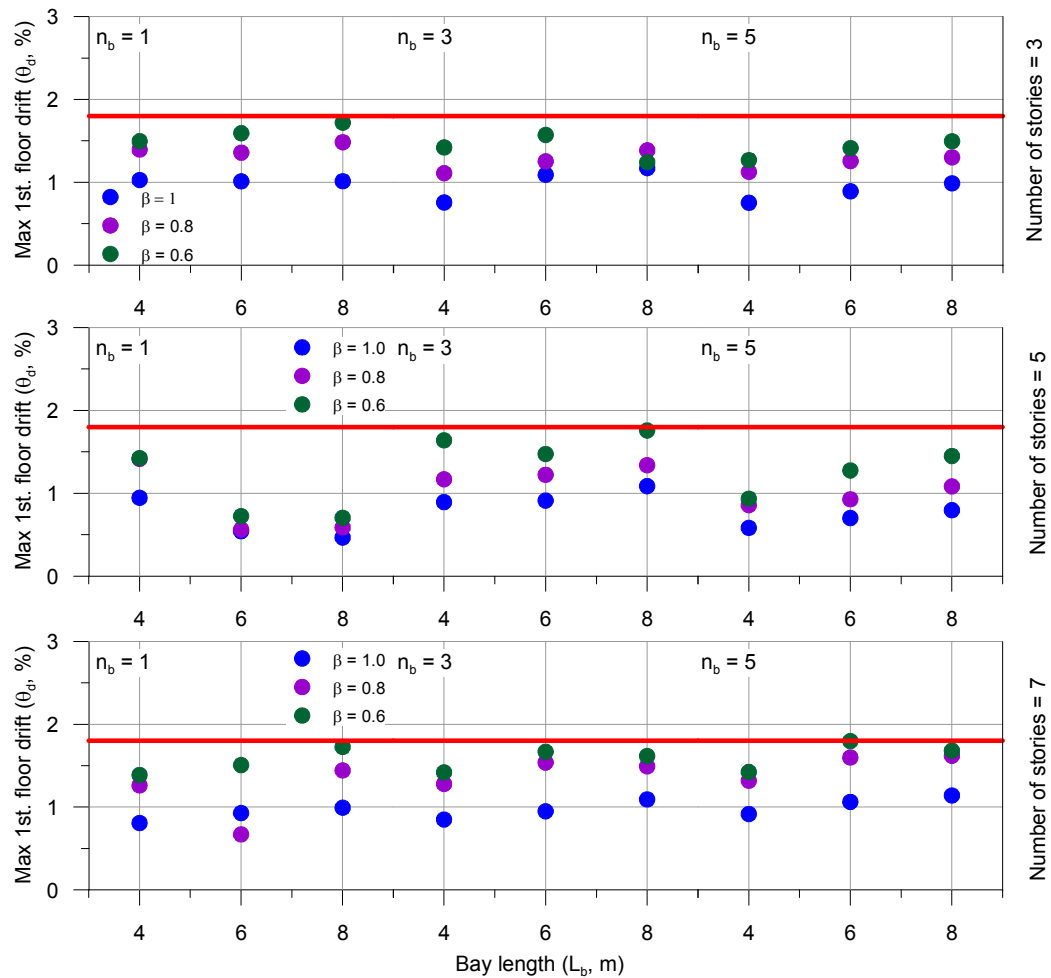 3
n_b = 1
n_b = 3
n_b = 5
2
1
β = 1
β = 0.8
β = 0.6
0
4 6 8 4 6 8 4 6 8
Max 1st. floor drift (θ_d, %)
Number of stories = 3
3
n_b = 1
β = 1.0
n_b = 3
n_b = 5
β = 0.8
β = 0.6
2
1
0
4 6 8 4 6 8 4 6 8
Max 1st. floor drift (θ_d, %)
Number of stories = 5
3
n_b = 1
β = 1.0
n_b = 3
n_b = 5
β = 0.8
β = 0.6
2
1
0
4 6 8 4 6 8 4 6 8
Max 1st. floor drift (θ_d, %)
Number of stories = 7
Bay length (L_b, m)